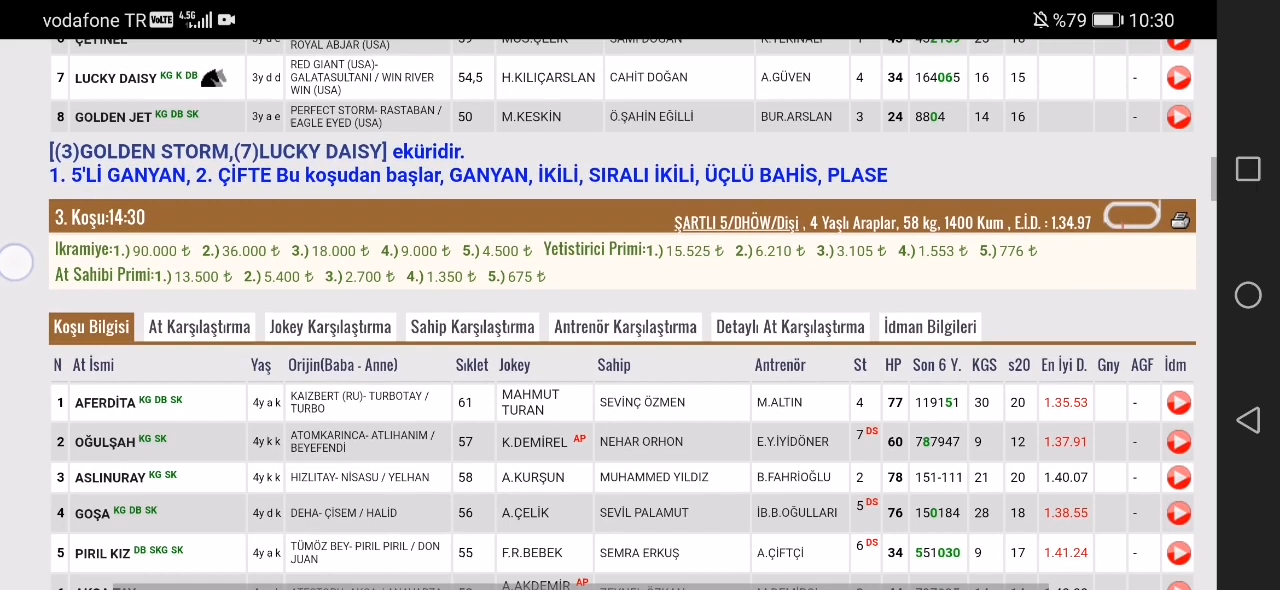 vodafone TR VoLTE 4.5G %79 10:30
ROYAL ABJAR (USA)
7 LUCKY DAISY KG K DB 3y d d RED GIANT (USA)- GALATASULTANI / WIN RIVER WIN (USA) 54,5 H.KILIÇARSLAN CAHİT DOĞAN A.GÜVEN 4 34 164065 16 15 -
8 GOLDEN JET KG DB SK 3y a e PERFECT STORM- RASTABAN / EAGLE EYED (USA) 50 M.KESKİN Ö.ŞAHİN EĞİLLİ BUR.ARSLAN 3 24 8804 14 16 -
[(3)GOLDEN STORM,(7)LUCKY DAISY] eküridir.
1. 5'Lİ GANYAN, 2. ÇİFTE Bu koşudan başlar, GANYAN, İKİLİ, SIRALI İKİLİ, ÜÇLÜ BAHİS, PLASE
3. Koşu:14:30 ŞARTLI 5/DHÖW/Dişi , 4 Yaşlı Araplar, 58 kg, 1400 Kum , E.İ.D. : 1.34.97
Ikramiye:1.) 90.000 ₺ 2.) 36.000 ₺ 3.) 18.000 ₺ 4.) 9.000 ₺ 5.) 4.500 ₺ Yetistirici Primi:1.) 15.525 ₺ 2.) 6.210 ₺ 3.) 3.105 ₺ 4.) 1.553 ₺ 5.) 776 ₺
At Sahibi Primi:1.) 13.500 ₺ 2.) 5.400 ₺ 3.) 2.700 ₺ 4.) 1.350 ₺ 5.) 675 ₺
Koşu Bilgisi At Karşılaştırma Jokey Karşılaştırma Sahip Karşılaştırma Antrenör Karşılaştırma Detaylı At Karşılaştırma İdman Bilgileri
N At İsmi Yaş Orijin(Baba - Anne) Sıklet Jokey Sahip Antrenör St HP Son 6 Y. KGS s20 En İyi D. Gny AGF İdm
1 AFERDİTA KG DB SK 4y a k KAIZBERT (RU)- TURBOTAY / TURBO 61 MAHMUT TURAN SEVİNÇ ÖZMEN M.ALTIN 4 77 119151 30 20 1.35.53 -
2 OĞULŞAH KG SK 4y k k ATOMKARINCA- ATLIHANIM / BEYEFENDİ 57 K.DEMİREL AP NEHAR ORHON E.Y.İYİDÖNER 7 DS 60 787947 9 12 1.37.91 -
3 ASLINURAY KG SK 4y k k HIZLITAY- NİSASU / YELHAN 58 A.KURŞUN MUHAMMED YILDIZ B.FAHRİOĞLU 2 78 151-111 21 20 1.40.07 -
4 GOŞA KG DB SK 4y d k DEHA- ÇİSEM / HALİD 56 A.ÇELİK SEVİL PALAMUT İB.B.OĞULLARI 5 DS 76 150184 28 18 1.38.55 -
5 PIRIL KIZ DB SKG SK 4y a k TÜMÖZ BEY- PIRIL PIRIL / DON JUAN 55 F.R.BEBEK SEMRA ERKUŞ A.ÇİFTÇİ 6 DS 34 551030 9 17 1.41.24 -
A.AKDEMİR AP